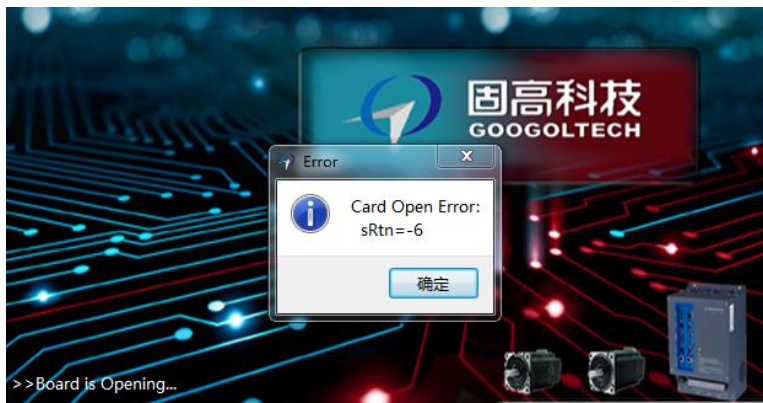 固高科技
GOOGOLTECH
Error
Card Open Error:
sRtn=-6
确定
>>Board is Opening...